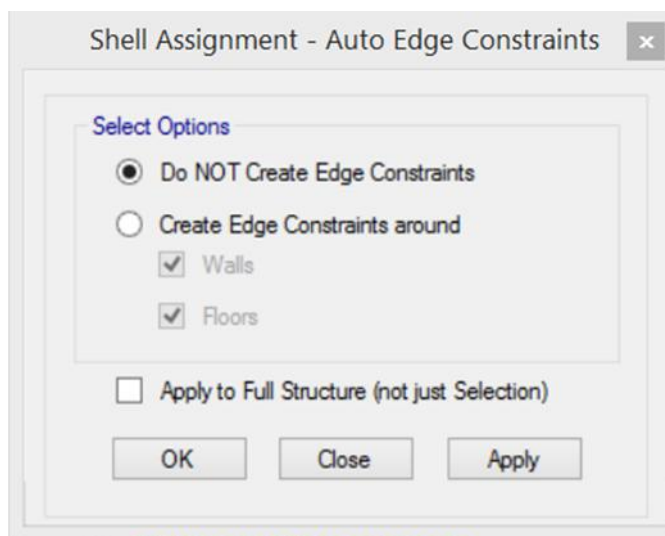 Shell Assignment - Auto Edge Constraints
Select Options
Do NOT Create Edge Constraints
Create Edge Constraints around
Walls
Floors
Apply to Full Structure (not just Selection)
OK Close Apply